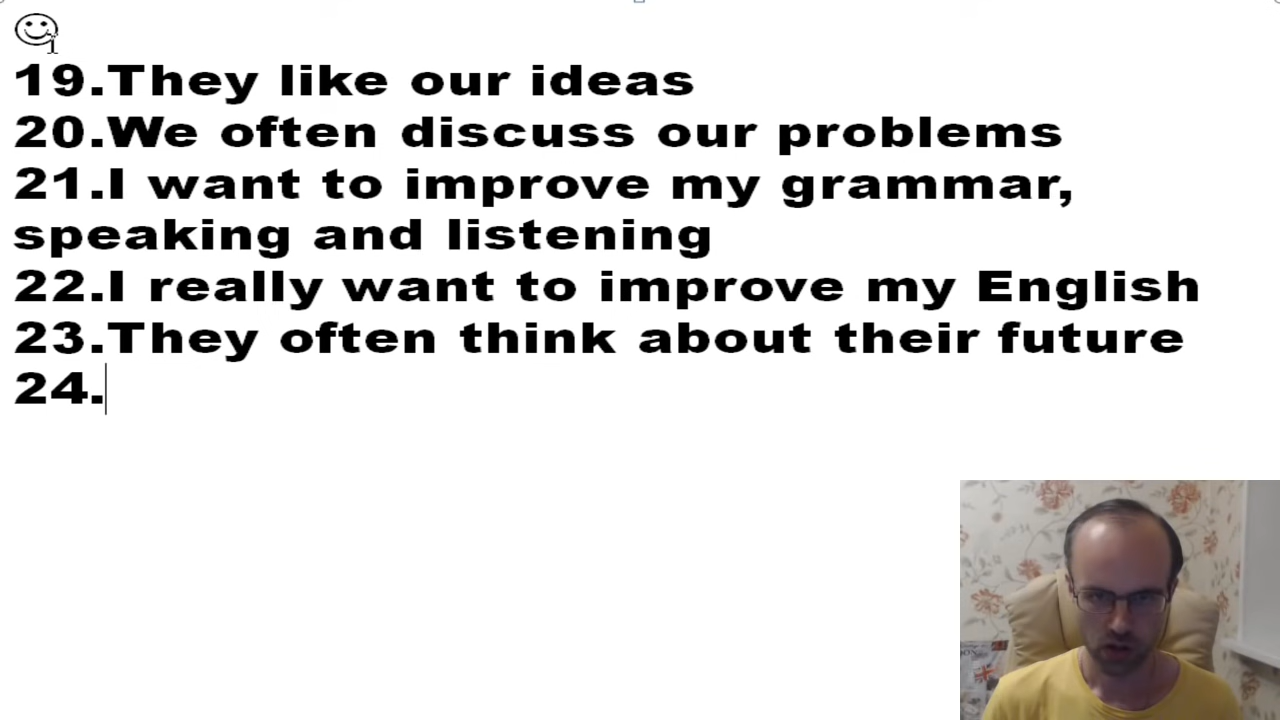 19.They like our ideas
20.We often discuss our problems
21.I want to improve my grammar,
speaking and listening
22.I really want to improve my English
23.They often think about their future
24.